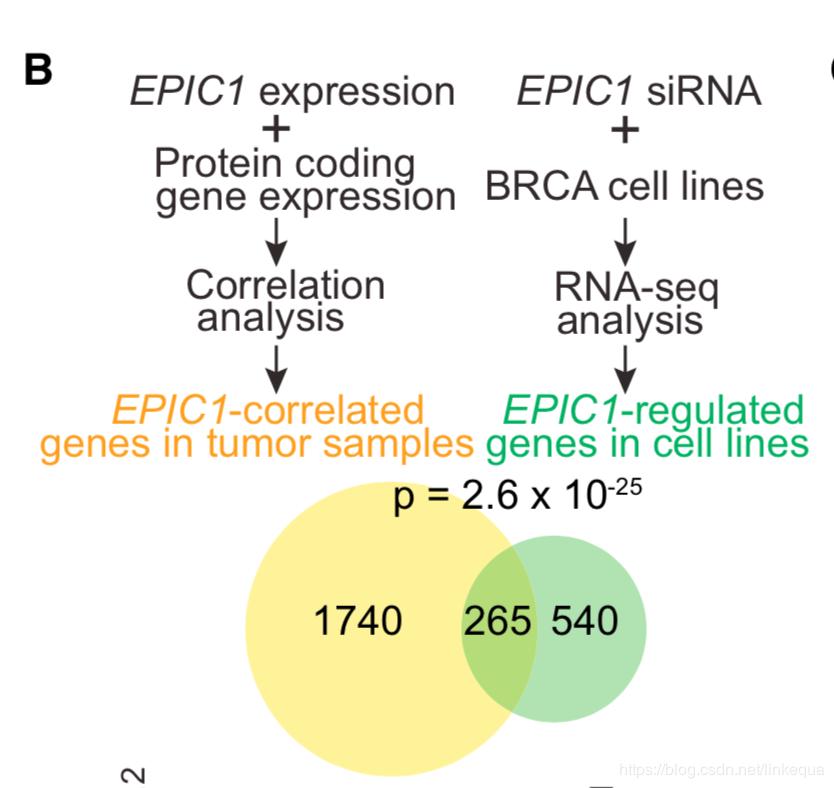 B
EPIC1 expression
+
Protein coding
gene expression
Correlation
analysis
EPIC1-correlated
genes in tumor samples
EPIC1 siRNA
+
BRCA cell lines
RNA-seq
analysis
EPIC1-regulated
genes in cell lines
p = 2.6 x 10⁻²⁵
1740
265
540
2
https://blog.csdn.net/linkequa